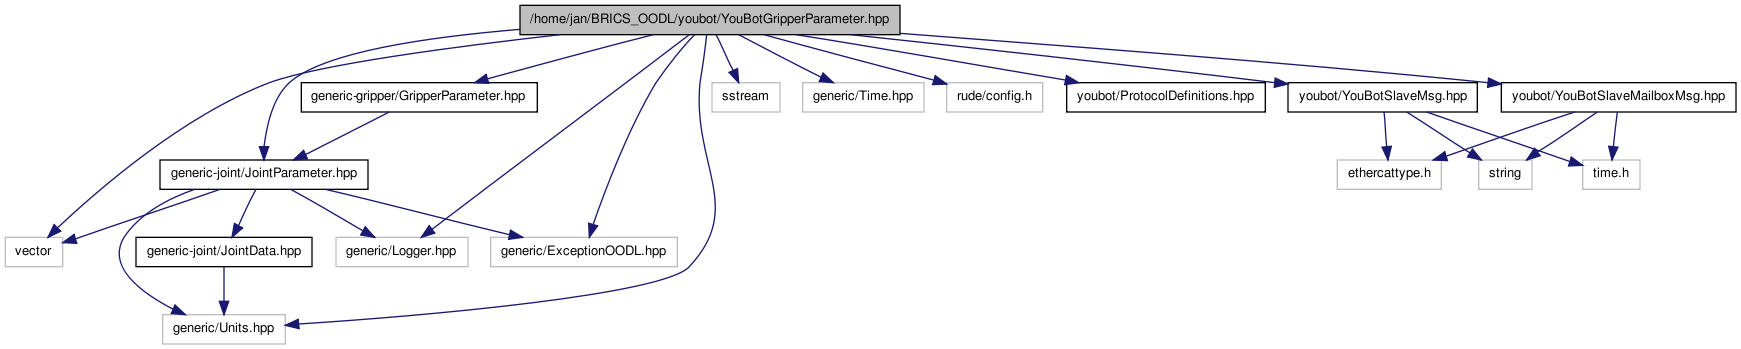 /home/jan/BRICS_OODL/youbot/YouBotGripperParameter.hpp
generic-gripper/GripperParameter.hpp
sstream
generic/Time.hpp
rude/config.h
youbot/ProtocolDefinitions.hpp
youbot/YouBotSlaveMsg.hpp
youbot/YouBotSlaveMailboxMsg.hpp
generic-joint/JointParameter.hpp
ethercattype.h
string
time.h
vector
generic-joint/JointData.hpp
generic/Logger.hpp
generic/ExceptionOODL.hpp
generic/Units.hpp